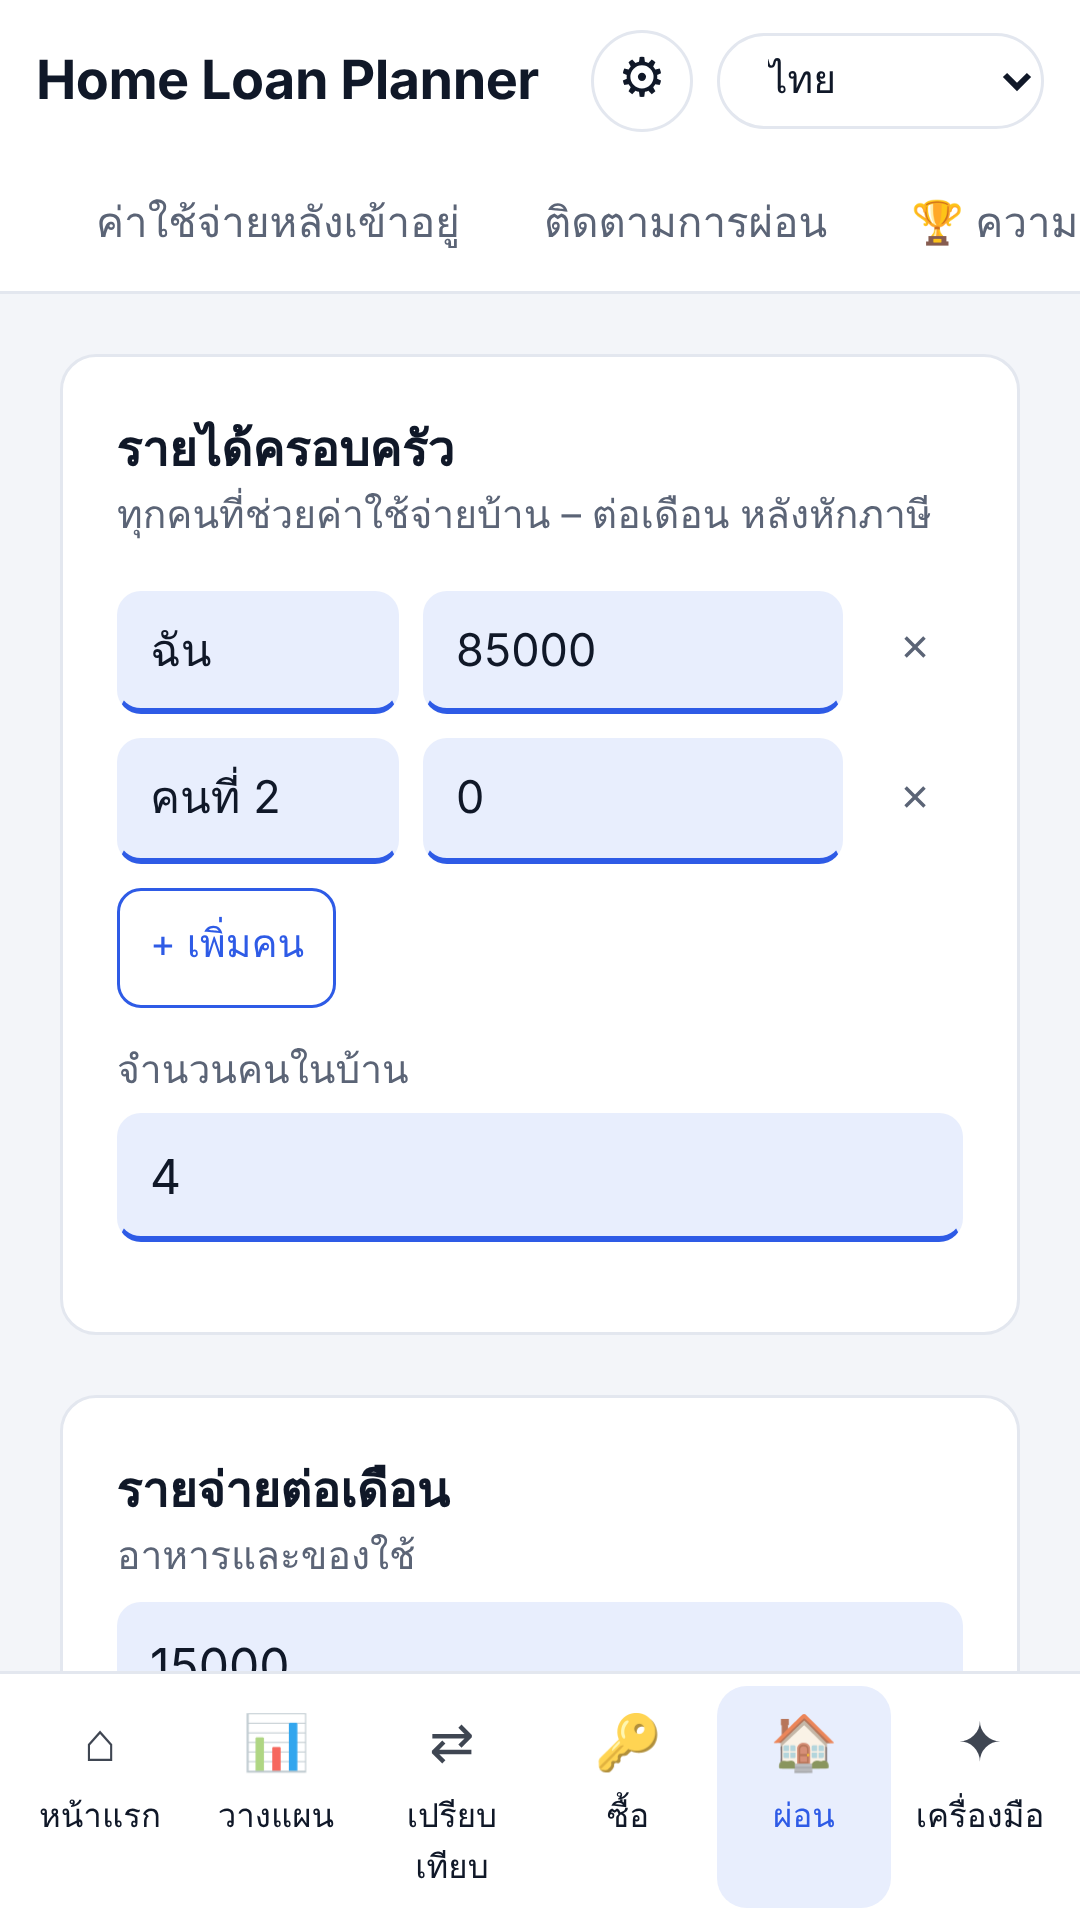 Home Loan Planner
ไทย
ค่าใช้จ่ายหลังเข้าอยู่
ติดตามการผ่อน
🏆 ความ
รายได้ครอบครัว
ทุกคนที่ช่วยค่าใช้จ่ายบ้าน – ต่อเดือน หลังหักภาษี
ฉัน
85000
×
คนที่ 2
0
×
+ เพิ่มคน
จำนวนคนในบ้าน
4
รายจ่ายต่อเดือน
อาหารและของใช้
15000
หน้าแรก
วางแผน
เปรียบ
เทียบ
ซื้อ
ผ่อน
เครื่องมือ